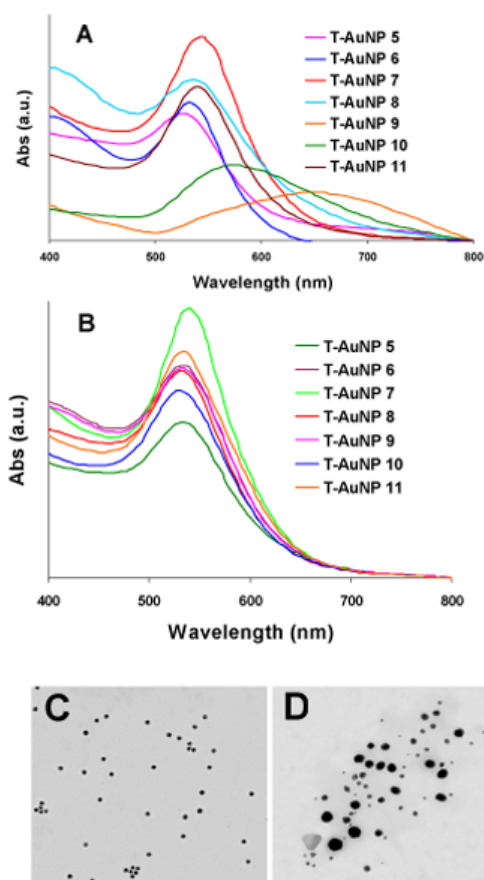 A
T-AuNP 5
T-AuNP 6
T-AuNP 7
T-AuNP 8
T-AuNP 9
T-AuNP 10
T-AuNP 11
Abs (a.u.)
400 500 600 700 800
Wavelength (nm)
B
T-AuNP 5
T-AuNP 6
T-AuNP 7
T-AuNP 8
T-AuNP 9
T-AuNP 10
T-AuNP 11
Abs (a.u.)
400 500 600 700 800
Wavelength (nm)
C
D